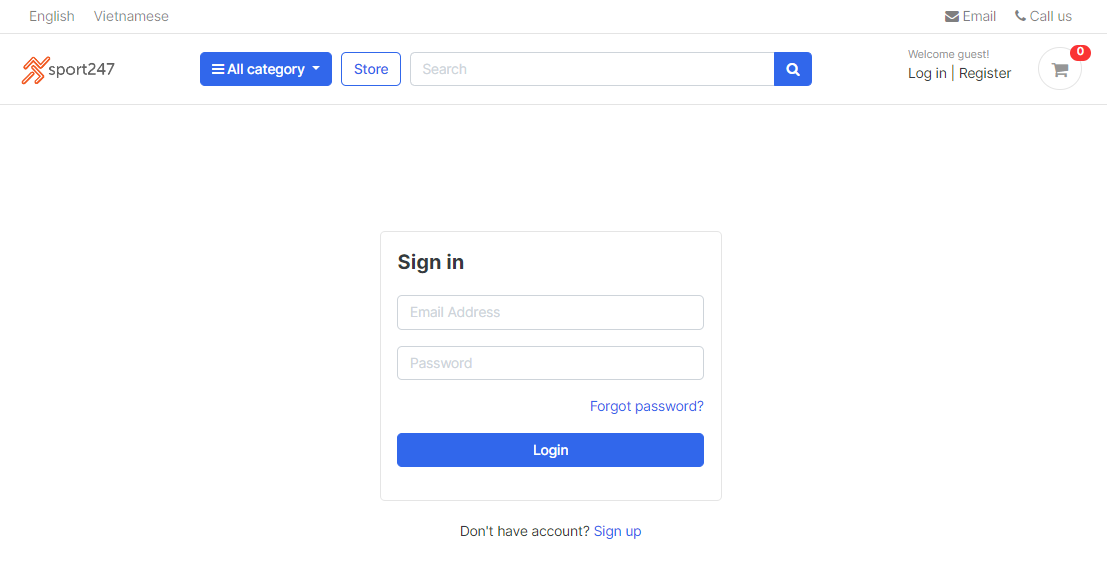 English Vietnamese Email Call us
sport247 All category Store Search Welcome guest! 0
Log in | Register
Sign in
Email Address
Password
Forgot password?
Login
Don't have account? Sign up